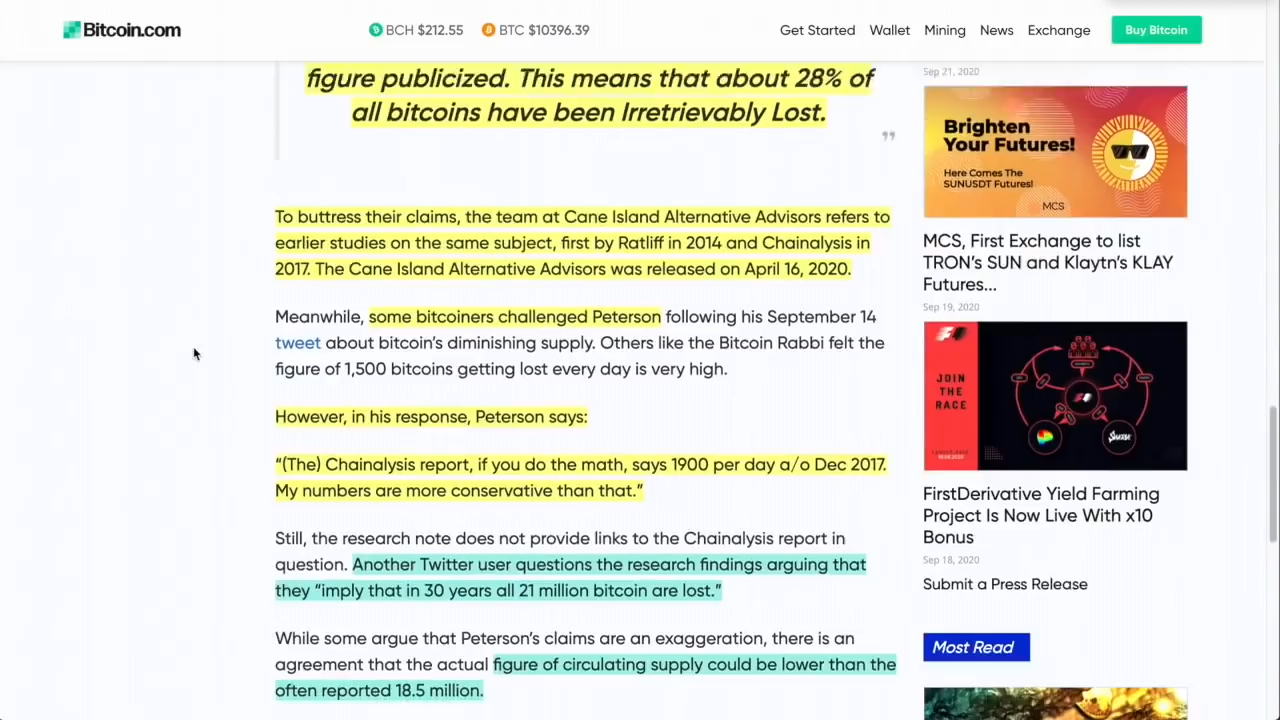 Bitcoin.com
BCH $212.55
BTC $10396.39
Get Started
Wallet
Mining
News
Exchange
Buy Bitcoin
figure publicized. This means that about 28% of
all bitcoins have been Irretrievably Lost.
”
To buttress their claims, the team at Cane Island Alternative Advisors refers to
earlier studies on the same subject, first by Ratliff in 2014 and Chainalysis in
2017. The Cane Island Alternative Advisors was released on April 16, 2020.
Meanwhile, some bitcoiners challenged Peterson following his September 14
tweet about bitcoin’s diminishing supply. Others like the Bitcoin Rabbi felt the
figure of 1,500 bitcoins getting lost every day is very high.
However, in his response, Peterson says:
“(The) Chainalysis report, if you do the math, says 1900 per day a/o Dec 2017.
My numbers are more conservative than that.”
Still, the research note does not provide links to the Chainalysis report in
question. Another Twitter user questions the research findings arguing that
they “imply that in 30 years all 21 million bitcoin are lost.”
While some argue that Peterson’s claims are an exaggeration, there is an
agreement that the actual figure of circulating supply could be lower than the
often reported 18.5 million.
Sep 21, 2020
Brighten
Your Futures!
Here Comes The
SUNUSDT Futures!
MCS
MCS, First Exchange to list
TRON’s SUN and Klaytn’s KLAY
Futures...
Sep 19, 2020
JOIN
THE
RACE
FirstDerivative Yield Farming
Project Is Now Live With x10
Bonus
Sep 18, 2020
Submit a Press Release
Most Read